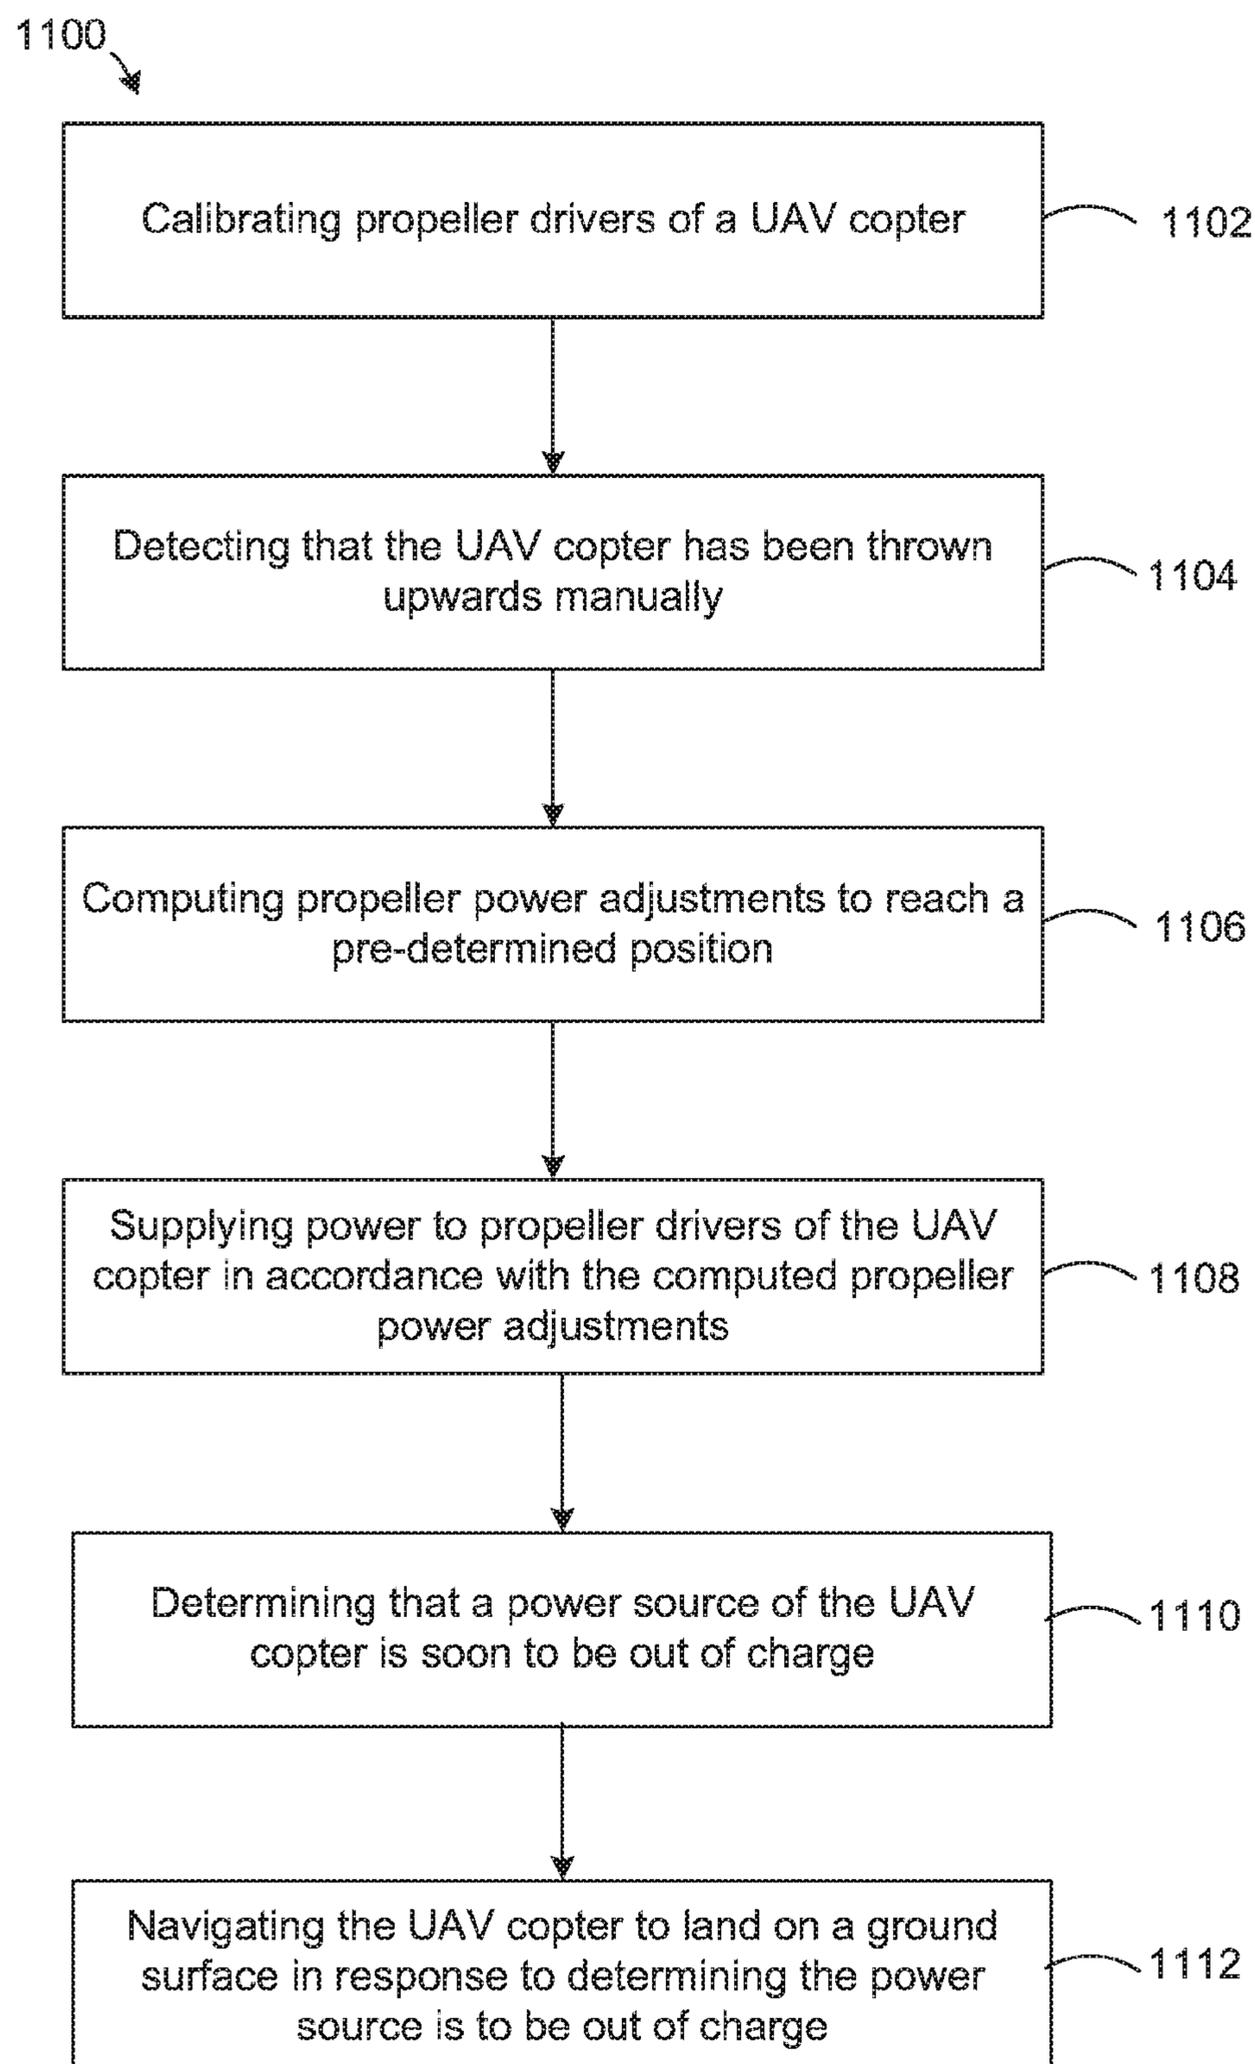 1100
Calibrating propeller drivers of a UAV copter
1102
Detecting that the UAV copter has been thrown
upwards manually
1104
Computing propeller power adjustments to reach a
pre-determined position
1106
Supplying power to propeller drivers of the UAV
copter in accordance with the computed propeller
power adjustments
1108
Determining that a power source of the UAV
copter is soon to be out of charge
1110
Navigating the UAV copter to land on a ground
surface in response to determining the power
source is to be out of charge
1112